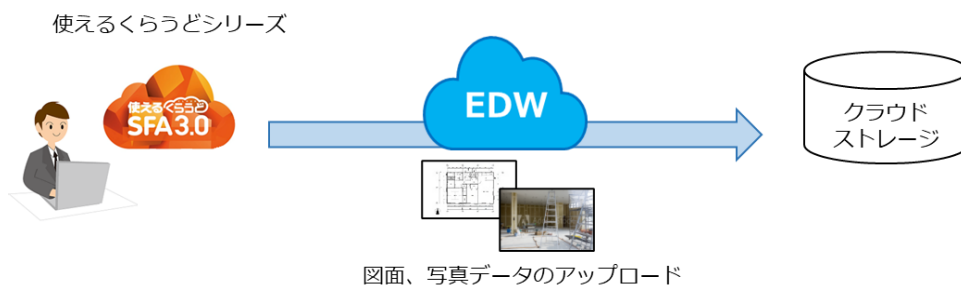 使えるくらうどシリーズ
使えるくらうど
SFA3.0
EDW
クラウド
ストレージ
図面、写真データのアップロード